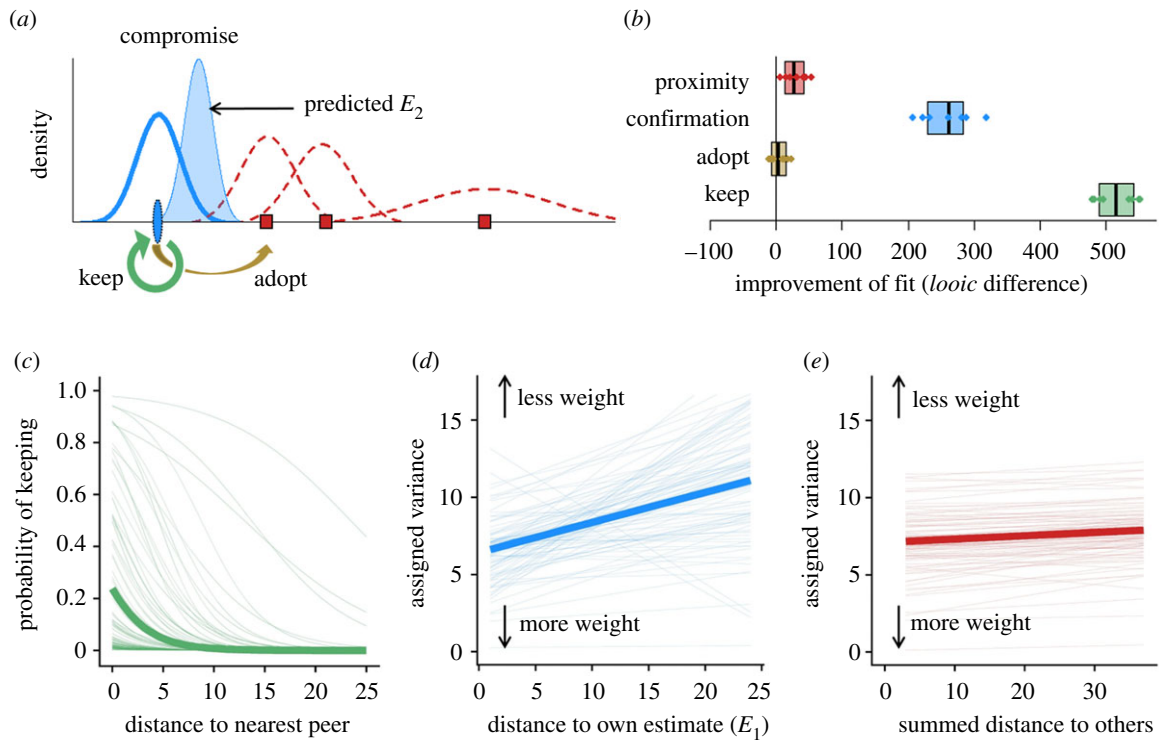 (a)
compromise
predicted E2
density
keep
adopt
(b)
proximity
confirmation
adopt
keep
–100 0 100 200 300 400 500
improvement of fit (looic difference)
(c)
1.0
0.8
0.6
0.4
0.2
0
probability of keeping
0 5 10 15 20 25
distance to nearest peer
(d)
less weight
15
10
5
0
assigned variance
more weight
0 5 10 15 20 25
distance to own estimate (E1)
(e)
less weight
15
10
5
0
assigned variance
more weight
0 10 20 30
summed distance to others